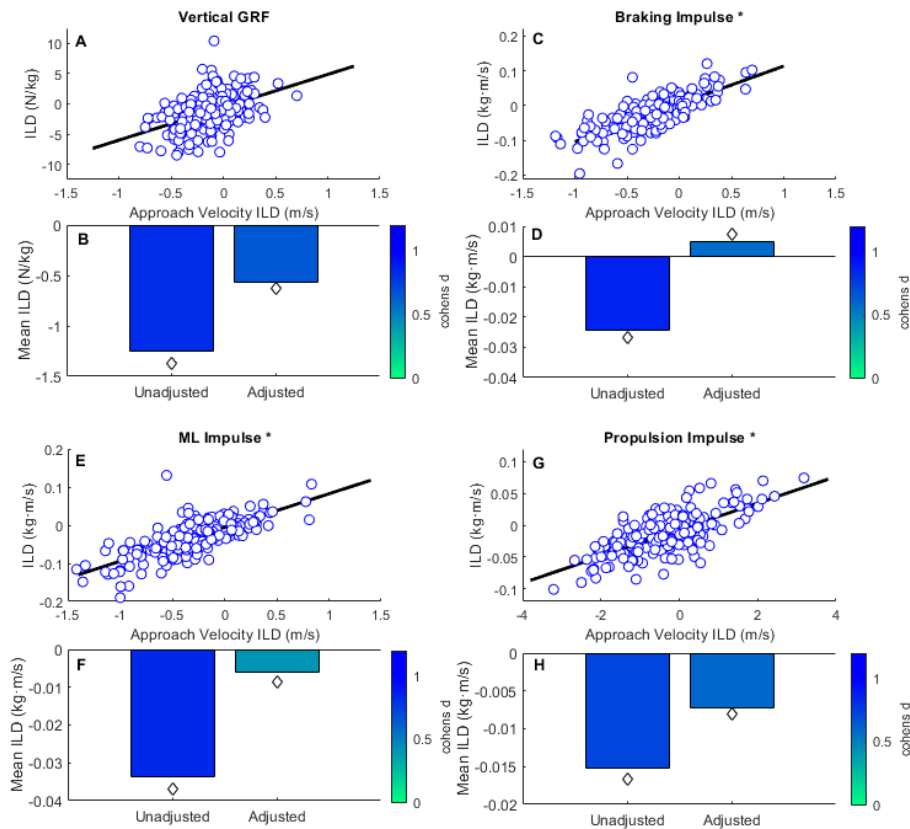 Vertical GRF
A
ILD (N/kg)
10
5
0
-5
-10
-1.5
-1
-0.5
0.0
0.5
1
1.5
Approach Velocity ILD (m/s)
B
Mean ILD (N/kg)
0
-0.5
-1
-1.5
Unadjusted
Adjusted
1
0.5
0
cohens d
Braking Impulse *
C
ILD (kg·m/s)
0.2
0.1
0.0
-0.1
-0.2
-1.5
-1
-0.5
0.0
0.5
1
1.5
Approach Velocity ILD (m/s)
D
Mean ILD (kg·m/s)
0.01
0
-0.01
-0.02
-0.03
-0.04
Unadjusted
Adjusted
1
0.5
0
cohens d
ML Impulse *
E
ILD (kg·m/s)
0.2
0.1
0.0
-0.1
-0.2
-1.5
-1
-0.5
0.0
0.5
1
1.5
Approach Velocity ILD (m/s)
F
Mean ILD (kg·m/s)
0
-0.01
-0.02
-0.03
-0.04
Unadjusted
Adjusted
1
0.5
0
cohens d
Propulsion Impulse *
G
ILD (kg·m/s)
0.1
0.05
0.00
-0.05
-0.1
-4
-2
0
2
4
Approach Velocity ILD (m/s)
H
Mean ILD (kg·m/s)
0
-0.005
-0.01
-0.015
-0.02
Unadjusted
Adjusted
1
0.5
0
cohens d